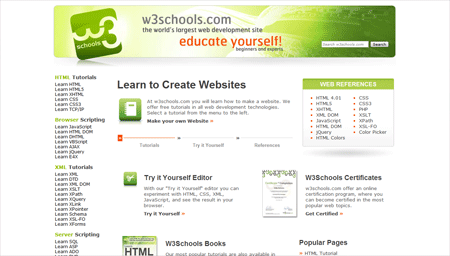 w3schools.com
the world's largest web development site
educate yourself!
beginners and experts
w3
schools
Search w3schools.com
Search
HTML Tutorials
Learn HTML
Learn HTML5
Learn XHTML
Learn CSS
Learn CSS3
Learn TCP/IP
Browser Scripting
Learn JavaScript
Learn HTML DOM
Learn DHTML
Learn VBScript
Learn AJAX
Learn jQuery
Learn E4X
XML Tutorials
Learn XML
Learn DTD
Learn XML DOM
Learn XSLT
Learn XPath
Learn XQuery
Learn XLink
Learn XPointer
Learn Schema
Learn XSL-FO
Learn XForms
Server Scripting
Learn SQL
Learn ASP
Learn PHP
Learn to Create Websites
At w3schools.com you will learn how to make a website. We
offer free tutorials in all web development technologies.
Select a tutorial from the menu to the left.
Make your own Website »
Tutorials
Try it Yourself
References
WEB REFERENCES
HTML 4.01
HTML5
XHTML
XML DOM
JavaScript
HTML DOM
jQuery
HTML Colors
CSS
CSS3
PHP
XSLT
XPath
XSL-FO
Color Picker
Try it Yourself Editor
With our "Try it Yourself" editor you can
experiment with HTML, CSS, XML,
JavaScript, and see the result in your
browser.
Try it Yourself »
W3Schools Certificates
w3schools.com offer an online
certification program, where you
can become certified in the most
popular web topics.
Get Certified »
W3Schools Books
Most our tutorials are also available in
HTML
Popular Pages
HTML Tutorial